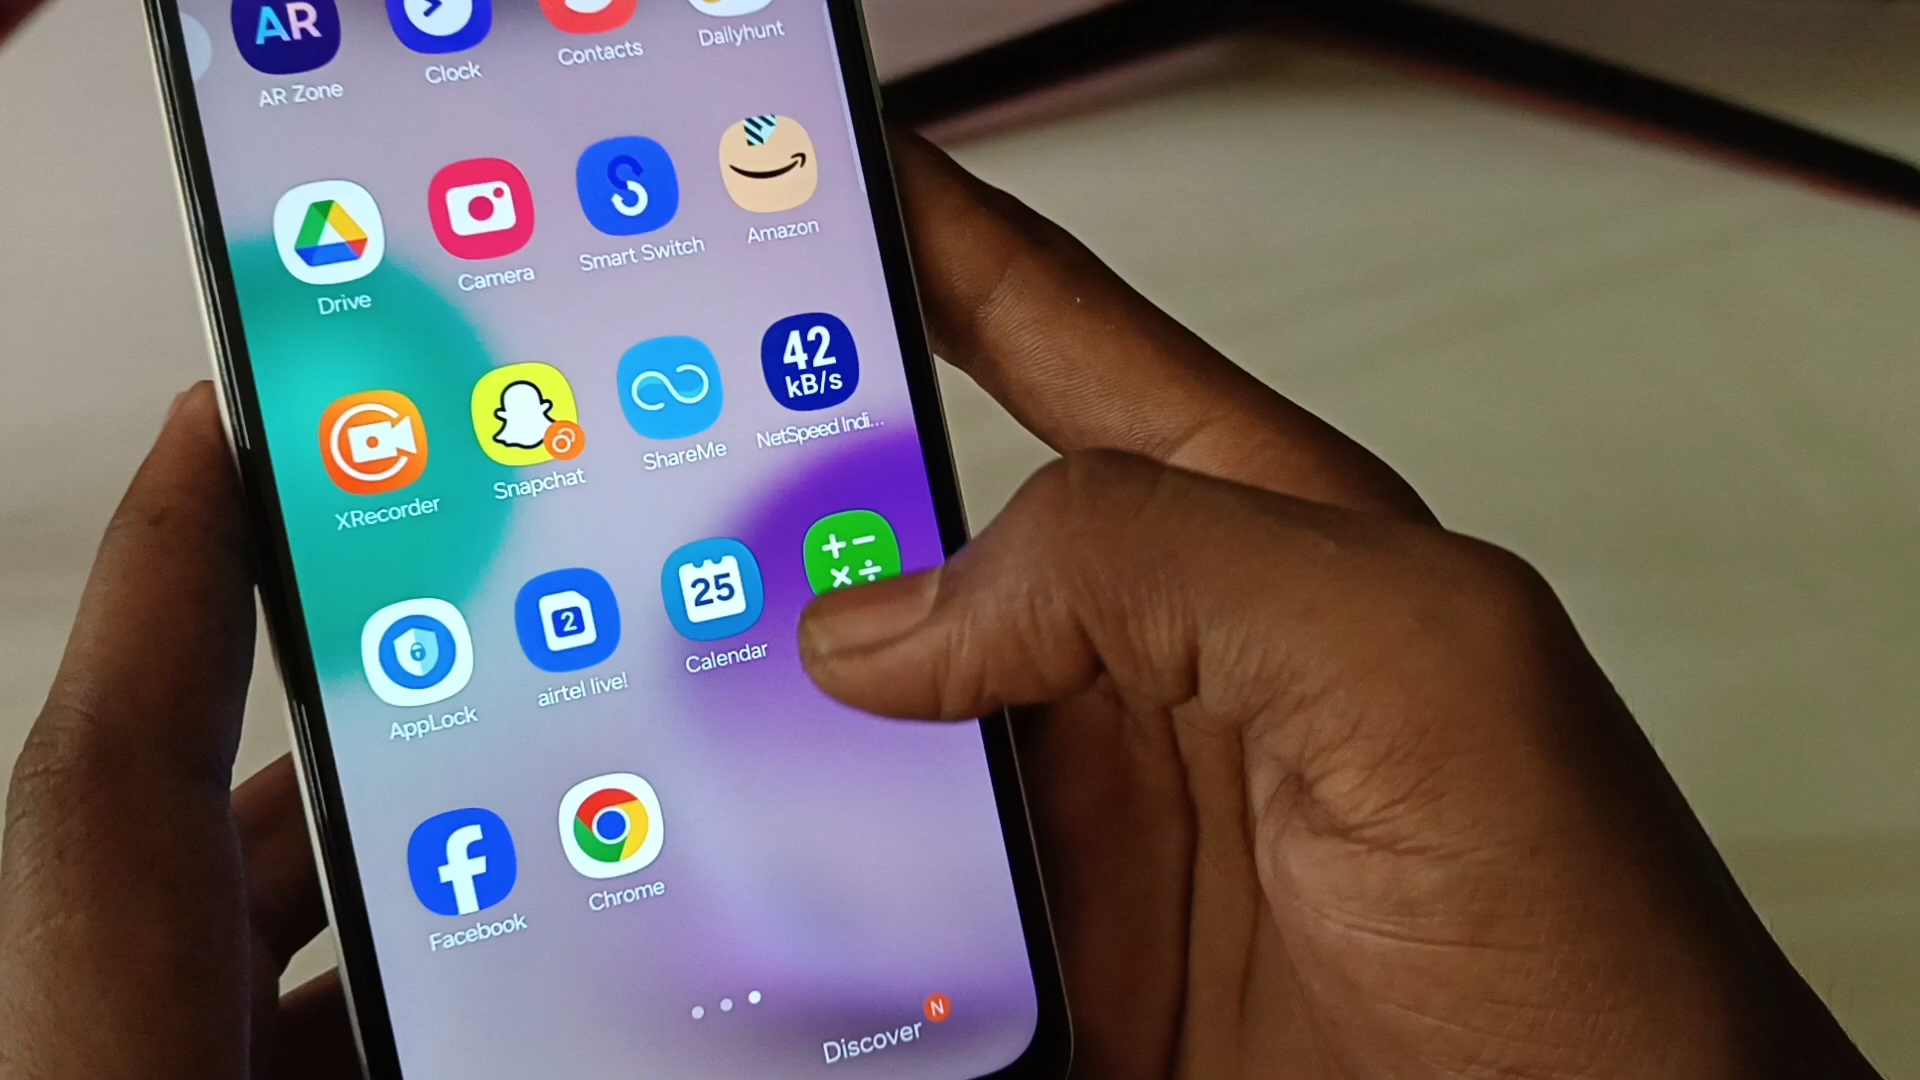 AR
AR Zone
Clock
Contacts
Dailyhunt
Drive
Camera
Smart Switch
Amazon
XRecorder
Snapchat
ShareMe
42
kB/s
NetSpeed Indi...
AppLock
2
airtel live!
25
Calendar
+ −
× ÷
f
Facebook
Chrome
Discover
N